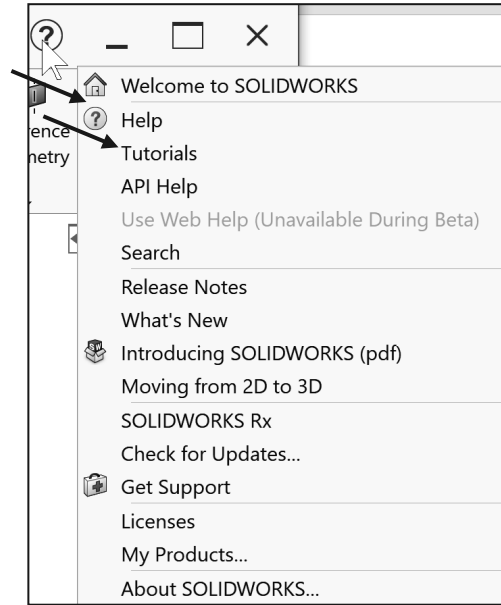 ?
Welcome to SOLIDWORKS
? Help
rence
Tutorials
netry
API Help
Use Web Help (Unavailable During Beta)
Search
Release Notes
What's New
Introducing SOLIDWORKS (pdf)
Moving from 2D to 3D
SOLIDWORKS Rx
Check for Updates...
Get Support
Licenses
My Products...
About SOLIDWORKS...